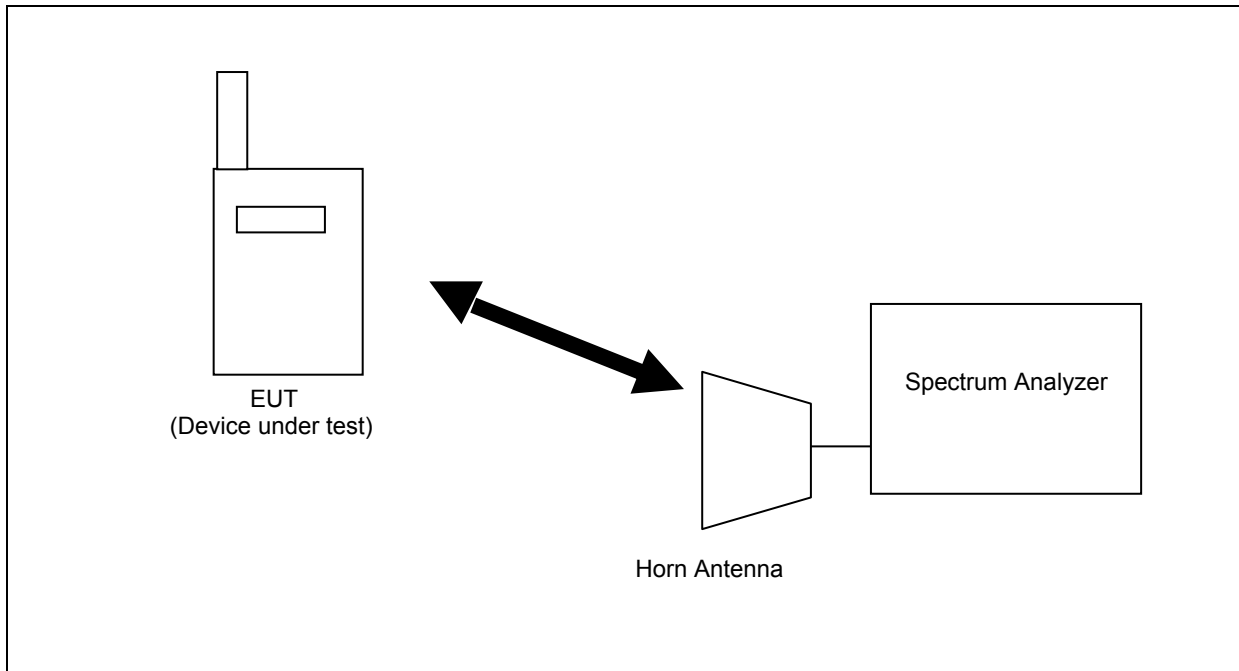 EUT
(Device under test)
Spectrum Analyzer
Horn Antenna